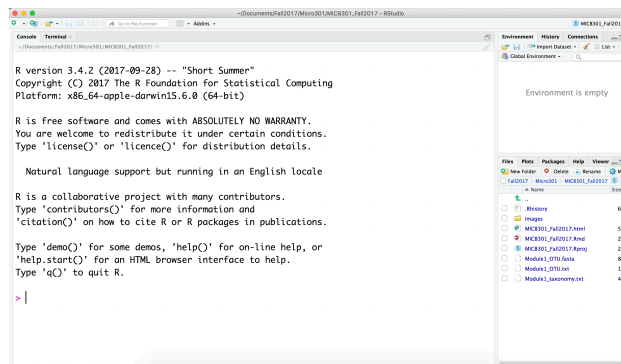 ~/Documents/Fall2017/Micro301/MICB301_Fall2017 - RStudio
Go to file/function
Addins
MICB301_Fall201
Console Terminal
~/Documents/Fall2017/Micro301/MICB301_Fall2017/
R version 3.4.2 (2017-09-28) -- "Short Summer"
Copyright (C) 2017 The R Foundation for Statistical Computing
Platform: x86_64-apple-darwin15.6.0 (64-bit)
R is free software and comes with ABSOLUTELY NO WARRANTY.
You are welcome to redistribute it under certain conditions.
Type 'license()' or 'licence()' for distribution details.
Natural language support but running in an English locale
R is a collaborative project with many contributors.
Type 'contributors()' for more information and
'citation()' on how to cite R or R packages in publications.
Type 'demo()' for some demos, 'help()' for on-line help, or
'help.start()' for an HTML browser interface to help.
Type 'q()' to quit R.
>
Environment History Connections
Import Dataset List
Global Environment
Environment is empty
Files Plots Packages Help Viewer
New Folder Delete Rename M
Fall2017 Micro301 MICB301_Fall2017
Name Size
..
.Rhistory 6
Images
MICB301_Fall2017.html 5
MICB301_Fall2017.Rmd 2
MICB301_Fall2017.Rproj 2
Module1_OTU.fasta 8
Module1_OTU.txt 1
Module1_taxonomy.txt 4